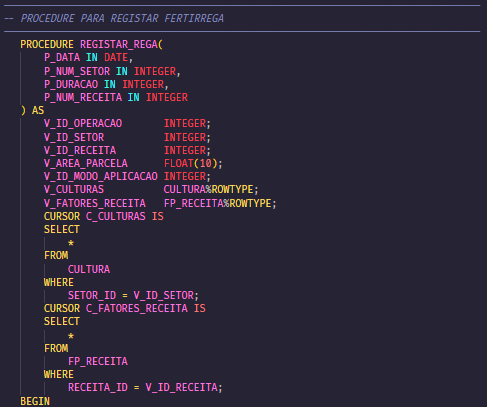 -- PROCEDURE PARA REGISTAR FERTIRREGA
PROCEDURE REGISTAR_REGA(
P_DATA IN DATE,
P_NUM_SETOR IN INTEGER,
P_DURACAO IN INTEGER,
P_NUM_RECEITA IN INTEGER
) AS
V_ID_OPERACAO INTEGER;
V_ID_SETOR INTEGER;
V_ID_RECEITA INTEGER;
V_AREA_PARCELA FLOAT(10);
V_ID_MODO_APLICACAO INTEGER;
V_CULTURAS CULTURA%ROWTYPE;
V_FATORES_RECEITA FP_RECEITA%ROWTYPE;
CURSOR C_CULTURAS IS
SELECT
*
FROM
CULTURA
WHERE
SETOR_ID = V_ID_SETOR;
CURSOR C_FATORES_RECEITA IS
SELECT
*
FROM
FP_RECEITA
WHERE
RECEITA_ID = V_ID_RECEITA;
BEGIN